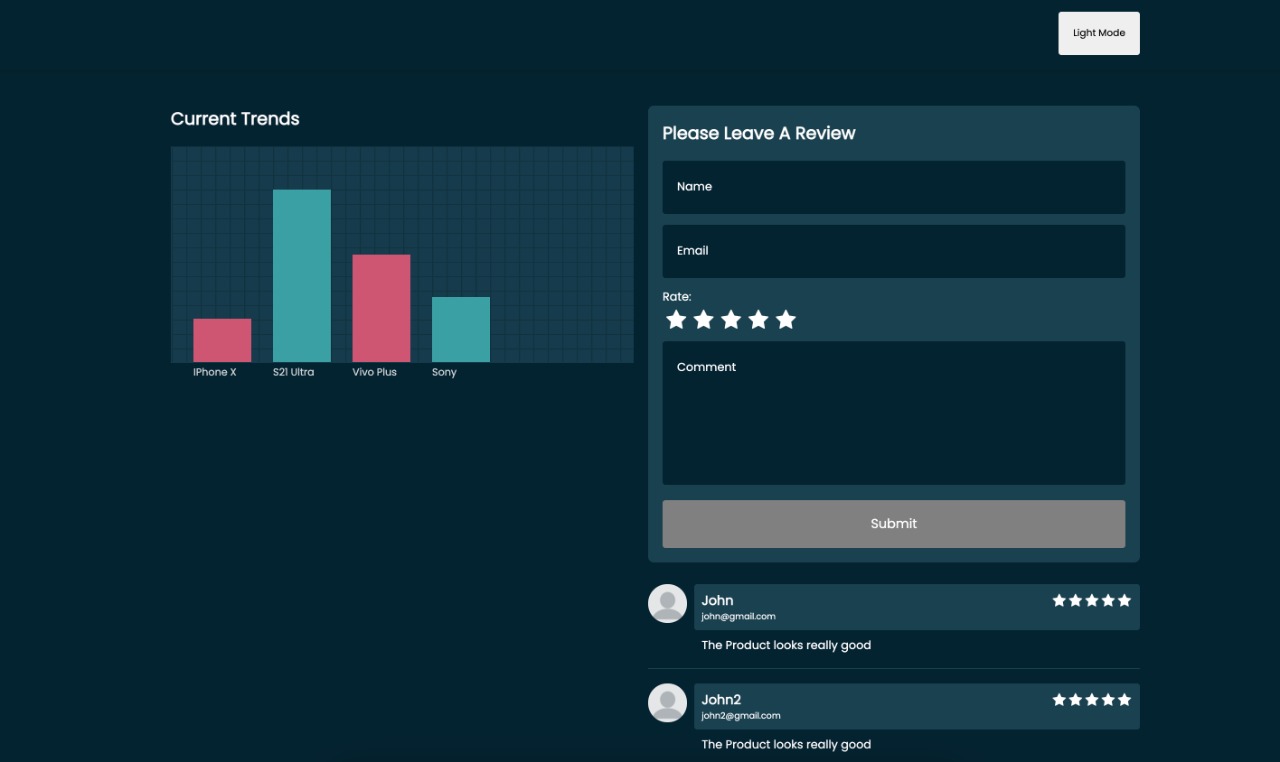 Light Mode
Current Trends
IPhone X
S21 Ultra
Vivo Plus
Sony
Please Leave A Review
Name
Email
Rate:
Comment
Submit
John
john@gmail.com
The Product looks really good
John2
john2@gmail.com
The Product looks really good